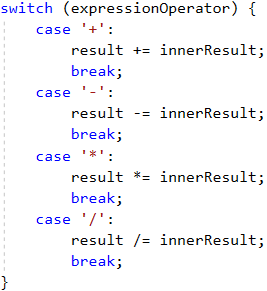 switch (expressionOperator) {
    case '+':
        result += innerResult;
        break;
    case '-':
        result -= innerResult;
        break;
    case '*':
        result *= innerResult;
        break;
    case '/':
        result /= innerResult;
        break;
}